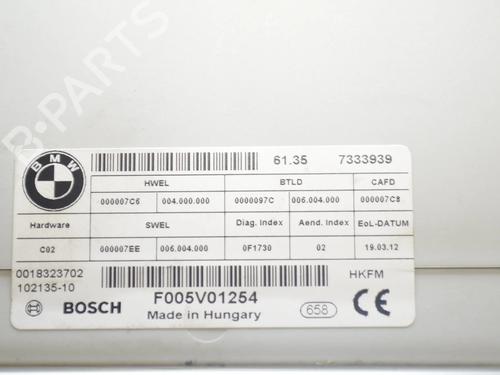 BMW
61.35 7333939
HWEL BTLD CAFD
000007C6 004.000.000 0000097C 006.004.000 000007C8
Hardware SWEL Diag. Index Aend. Index EoL-DATUM
C02 000007EE 006.004.000 0F1730 02 19.03.12
0018323702 HKFM
102135-10
BOSCH F005V01254 658 CE
Made in Hungary
B-PARTS